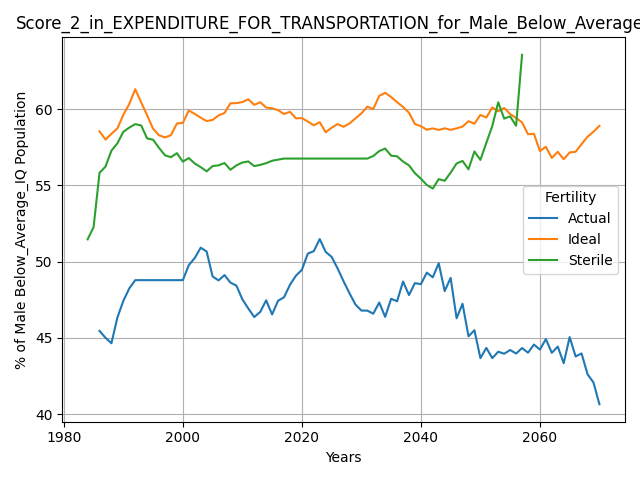 Score_2_in_EXPENDITURE_FOR_TRANSPORTATION_for_Male_Below_Average
% of Male Below_Average_IQ Population
60
55
50
45
40
1980
2000
2020
2040
2060
Years
Fertility
Actual
Ideal
Sterile